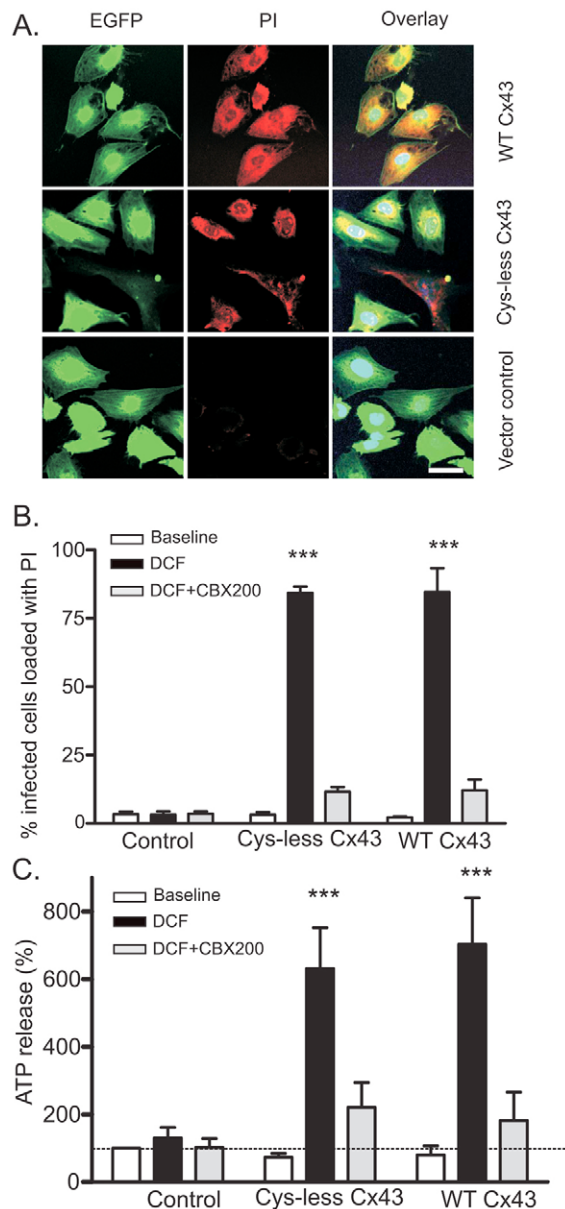 A.
EGFP PI Overlay
WT Cx43
Cys-less Cx43
Vector control
B.
Baseline
DCF
DCF+CBX200
*** ***
% infected cells loaded with PI
100
75
50
25
0
Control Cys-less Cx43 WT Cx43
C.
Baseline
DCF
DCF+CBX200
*** ***
ATP release (%)
800
600
400
200
0
Control Cys-less Cx43 WT Cx43